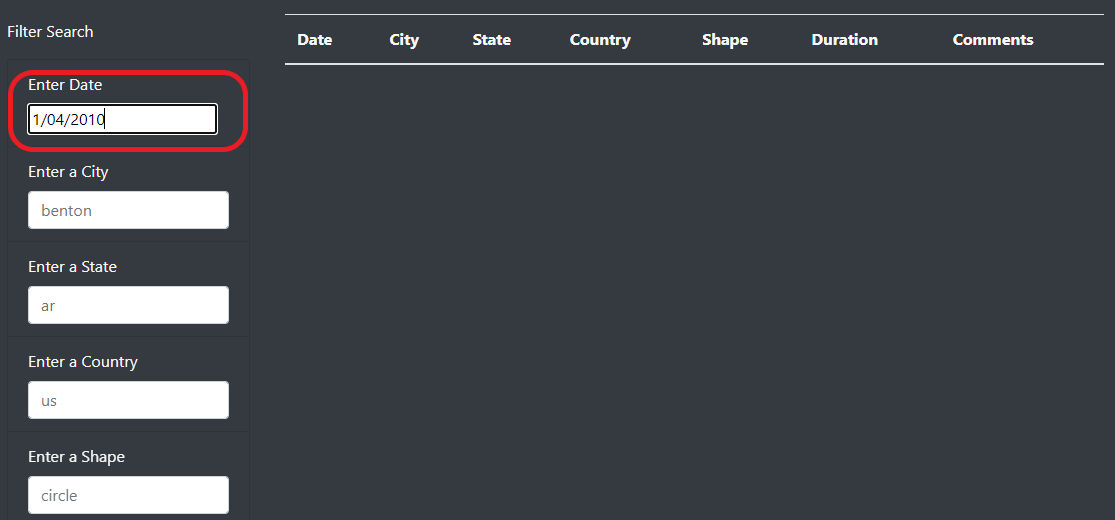 Filter Search
Date City State Country Shape Duration Comments
Enter Date
1/04/2010
Enter a City
benton
Enter a State
ar
Enter a Country
us
Enter a Shape
circle